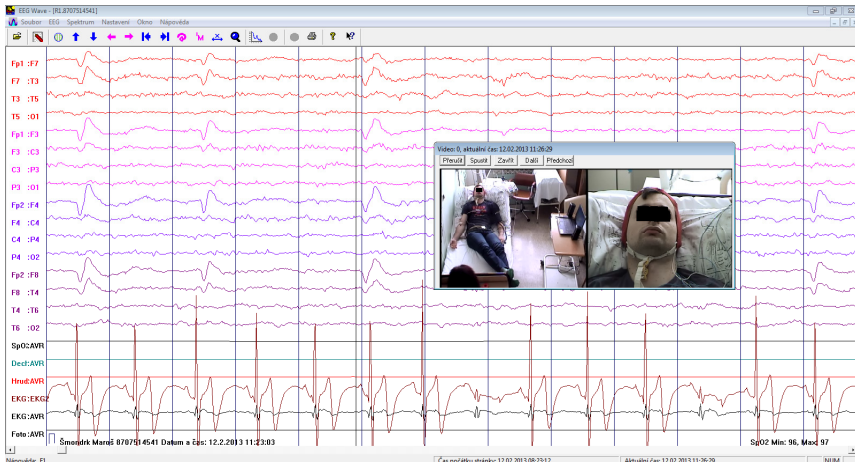 EEG Wave - [R1.8707514541]
Soubor EEG Spektrum Nastavení Okno Nápověda
Fp1 :F7
F7 :T3
T3 :T5
T5 :O1
Fp1 :F3
F3 :C3
C3 :P3
P3 :O1
Fp2 :F4
F4 :C4
C4 :P4
P4 :O2
Fp2 :F8
F8 :T4
T4 :T6
T6 :O2
SpO:AVR
Decf:AVR
Hrud:AVR
EKG:EKG2
EKG:AVR
Foto:AVR
Video: 0, aktuální čas: 12.02.2013 11:26:29
Přerušit Spustit Zavřít Další Předchozí
Šmondrk Maroš 8707514541 Datum a čas: 12.2.2013 11:23:03
SpO2 Min: 96, Max: 97
Nápověda: F1
Čas počátku stránky: 12.02.2013 08:23:12
Aktuální čas: 12.02.2013 11:26:29
NUM